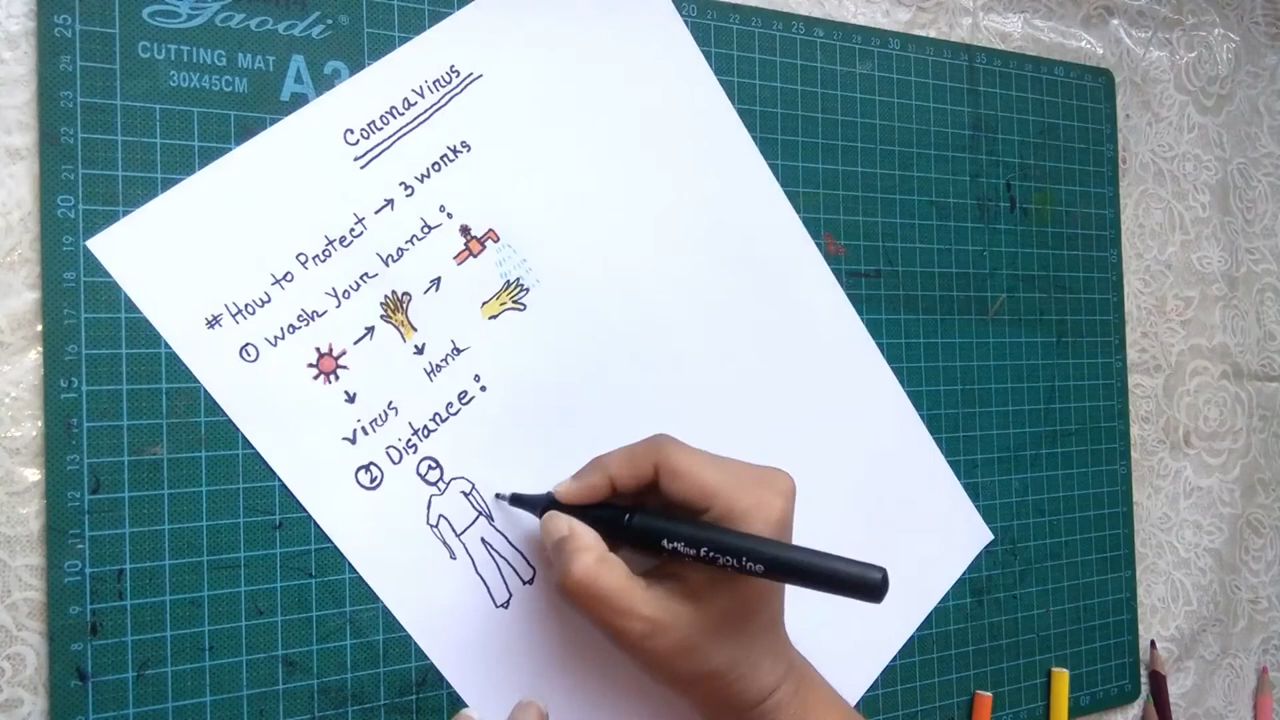 Gaodi®
CUTTING MAT
30X45CM
A3
Coronavirus
# How to Protect → 3 works
① Wash Your hand :
virus
Hand
② Distance :
Artline Ergoline